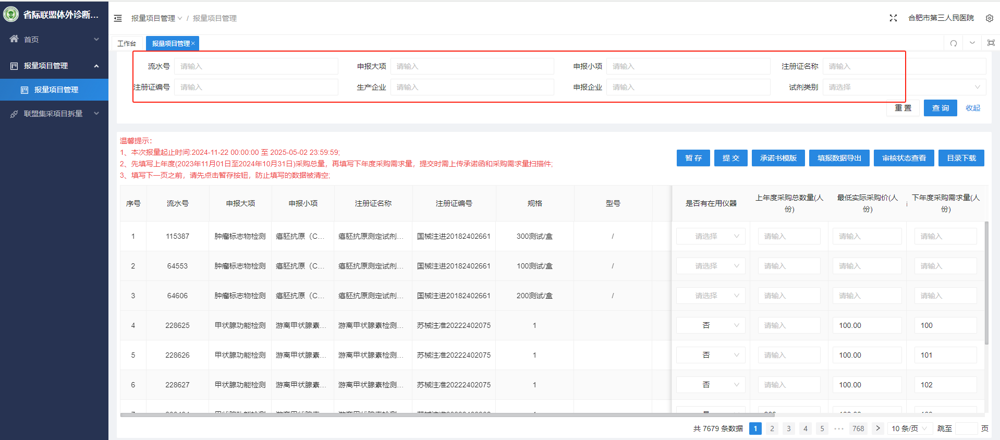 省际联盟体外诊断...
报量项目管理 / 报量项目管理
合肥市第三人民医院
首页
报量项目管理
报量项目管理
联盟集采项目拆量
工作台 报量项目管理×
流水号 请输入 申报大项 请输入 申报小项 请输入 注册证名称 请输入
注册证编号 请输入 生产企业 请输入 申报企业 请输入 试剂类别 请选择
重置 查询 收起
温馨提示：
1、本次报量起止时间:2024-11-22 00:00:00 至 2025-05-02 23:59:59;
2、先填写上年度(2023年11月01日至2024年10月31日)采购总量，再填写下年度采购需求量，提交时需上传承诺函和采购需求量扫描件;
3、填写下一页之前，请先点击暂存按钮，防止填写的数据被清空;
暂存 提交 承诺书模版 填报数据导出 审核状态查看 目录下载
序号 流水号 申报大项 申报小项 注册证名称 注册证编号 规格 型号 是否有在用仪器 上年度采购总数量(人份) 最低实际采购价(人份) 下年度采购需求量(人份)
1 115387 肿瘤标志物检测 癌胚抗原（C... 癌胚抗原测定试剂... 国械注进20182402661 300测试/盒 / 请选择 请输入 请输入 请输入
2 64553 肿瘤标志物检测 癌胚抗原（C... 癌胚抗原测定试剂... 国械注进20182402661 100测试/盒 / 请选择 请输入 请输入 请输入
3 64606 肿瘤标志物检测 癌胚抗原（C... 癌胚抗原测定试剂... 国械注进20182402661 200测试/盒 / 请选择 请输入 请输入 请输入
4 228625 甲状腺功能检测 游离甲状腺素... 游离甲状腺素检测... 苏械注准20222402075 1 否 请输入 100.00 100
5 228626 甲状腺功能检测 游离甲状腺素... 游离甲状腺素检测... 苏械注准20222402075 1 否 请输入 100.00 101
6 228627 甲状腺功能检测 游离甲状腺素... 游离甲状腺素检测... 苏械注准20222402075 1 否 请输入 100.00 102
共 7679 条数据 1 2 3 4 5 ••• 768 > 10 条/页 跳至 页